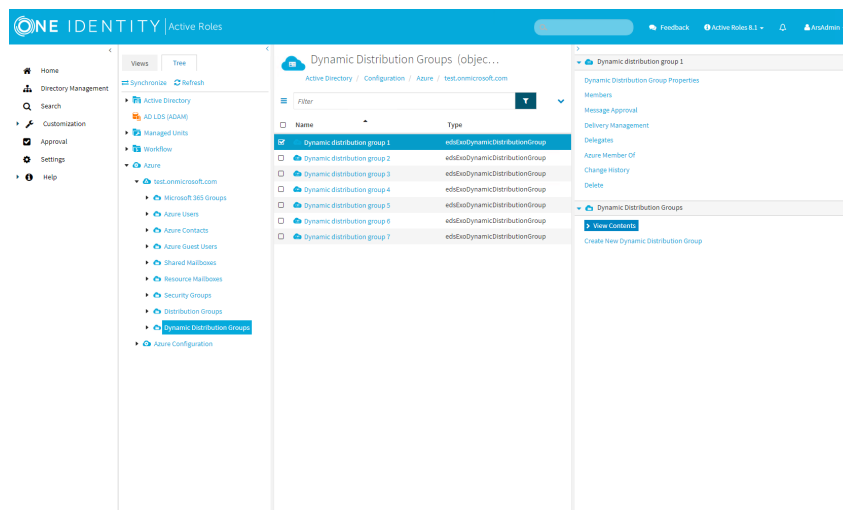 ONE IDENTITY Active Roles
Feedback
Active Roles 8.1
ArsAdmin
Home
Directory Management
Search
Customization
Approval
Settings
Help
Views
Tree
Synchronize
Refresh
Active Directory
AD LDS (ADAM)
Managed Units
Workflow
Azure
test.onmicrosoft.com
Microsoft 365 Groups
Azure Users
Azure Contacts
Azure Guest Users
Shared Mailboxes
Resource Mailboxes
Security Groups
Distribution Groups
Dynamic Distribution Groups
Azure Configuration
Dynamic Distribution Groups (objec...
Active Directory / Configuration / Azure / test.onmicrosoft.com
Filter
Name Type
Dynamic distribution group 1 edsExoDynamicDistributionGroup
Dynamic distribution group 2 edsExoDynamicDistributionGroup
Dynamic distribution group 3 edsExoDynamicDistributionGroup
Dynamic distribution group 4 edsExoDynamicDistributionGroup
Dynamic distribution group 5 edsExoDynamicDistributionGroup
Dynamic distribution group 6 edsExoDynamicDistributionGroup
Dynamic distribution group 7 edsExoDynamicDistributionGroup
Dynamic distribution group 1
Dynamic Distribution Group Properties
Members
Message Approval
Delivery Management
Delegates
Azure Member Of
Change History
Delete
Dynamic Distribution Groups
View Contents
Create New Dynamic Distribution Group